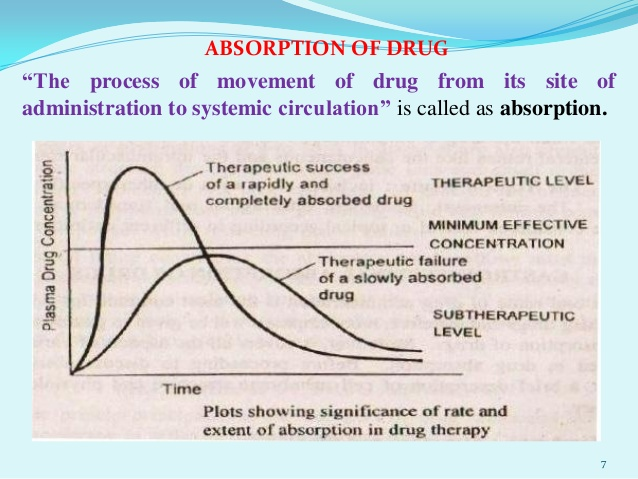 ABSORPTION OF DRUG
“The process of movement of drug from its site of
administration to systemic circulation” is called as absorption.
Plasma Drug Concentration
Therapeutic success
of a rapidly and
completely absorbed drug
THERAPEUTIC LEVEL
MINIMUM EFFECTIVE
CONCENTRATION
Therapeutic failure
of a slowly absorbed
drug
SUBTHERAPEUTIC
LEVEL
Time
Plots showing significance of rate and
extent of absorption in drug therapy
7